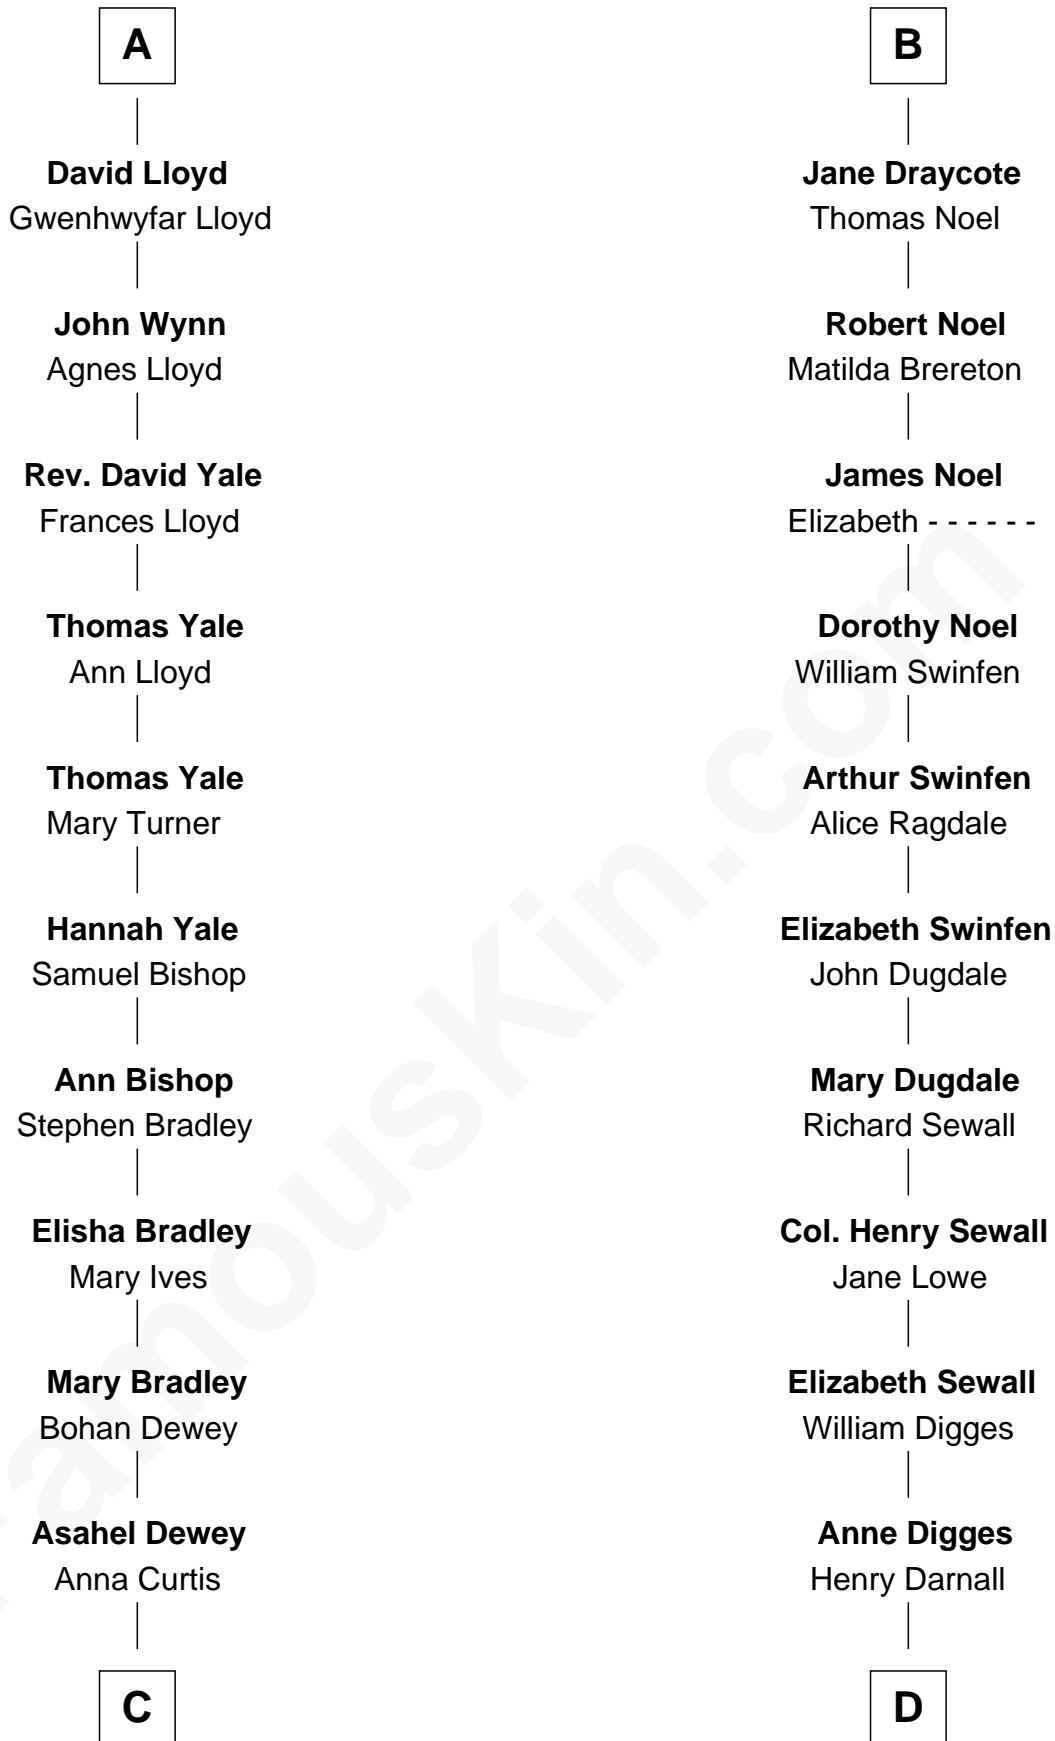 A
David Lloyd
Gwenhwyfar Lloyd
John Wynn
Agnes Lloyd
Rev. David Yale
Frances Lloyd
Thomas Yale
Ann Lloyd
Thomas Yale
Mary Turner
Hannah Yale
Samuel Bishop
Ann Bishop
Stephen Bradley
Elisha Bradley
Mary Ives
Mary Bradley
Bohan Dewey
Asahel Dewey
Anna Curtis
C
B
Jane Draycote
Thomas Noel
Robert Noel
Matilda Brereton
James Noel
Elizabeth - - - - - -
Dorothy Noel
William Swinfen
Arthur Swinfen
Alice Ragdale
Elizabeth Swinfen
John Dugdale
Mary Dugdale
Richard Sewall
Col. Henry Sewall
Jane Lowe
Elizabeth Sewall
William Digges
Anne Digges
Henry Darnall
D
FamousKin.com